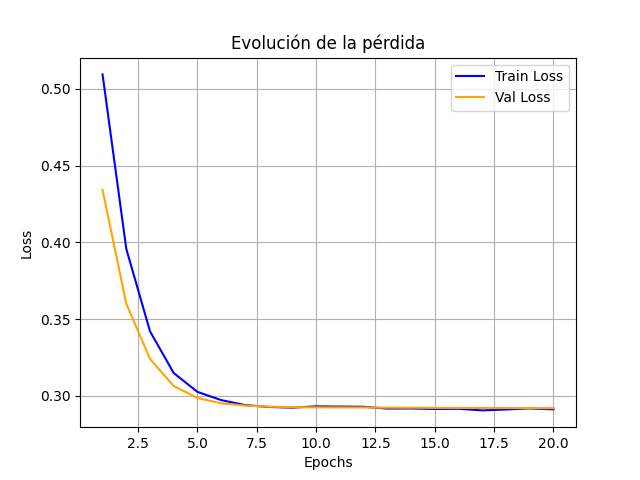 Evolución de la pérdida
Train Loss
Val Loss
0.50
0.45
0.40
0.35
0.30
Loss
2.5 5.0 7.5 10.0 12.5 15.0 17.5 20.0
Epochs